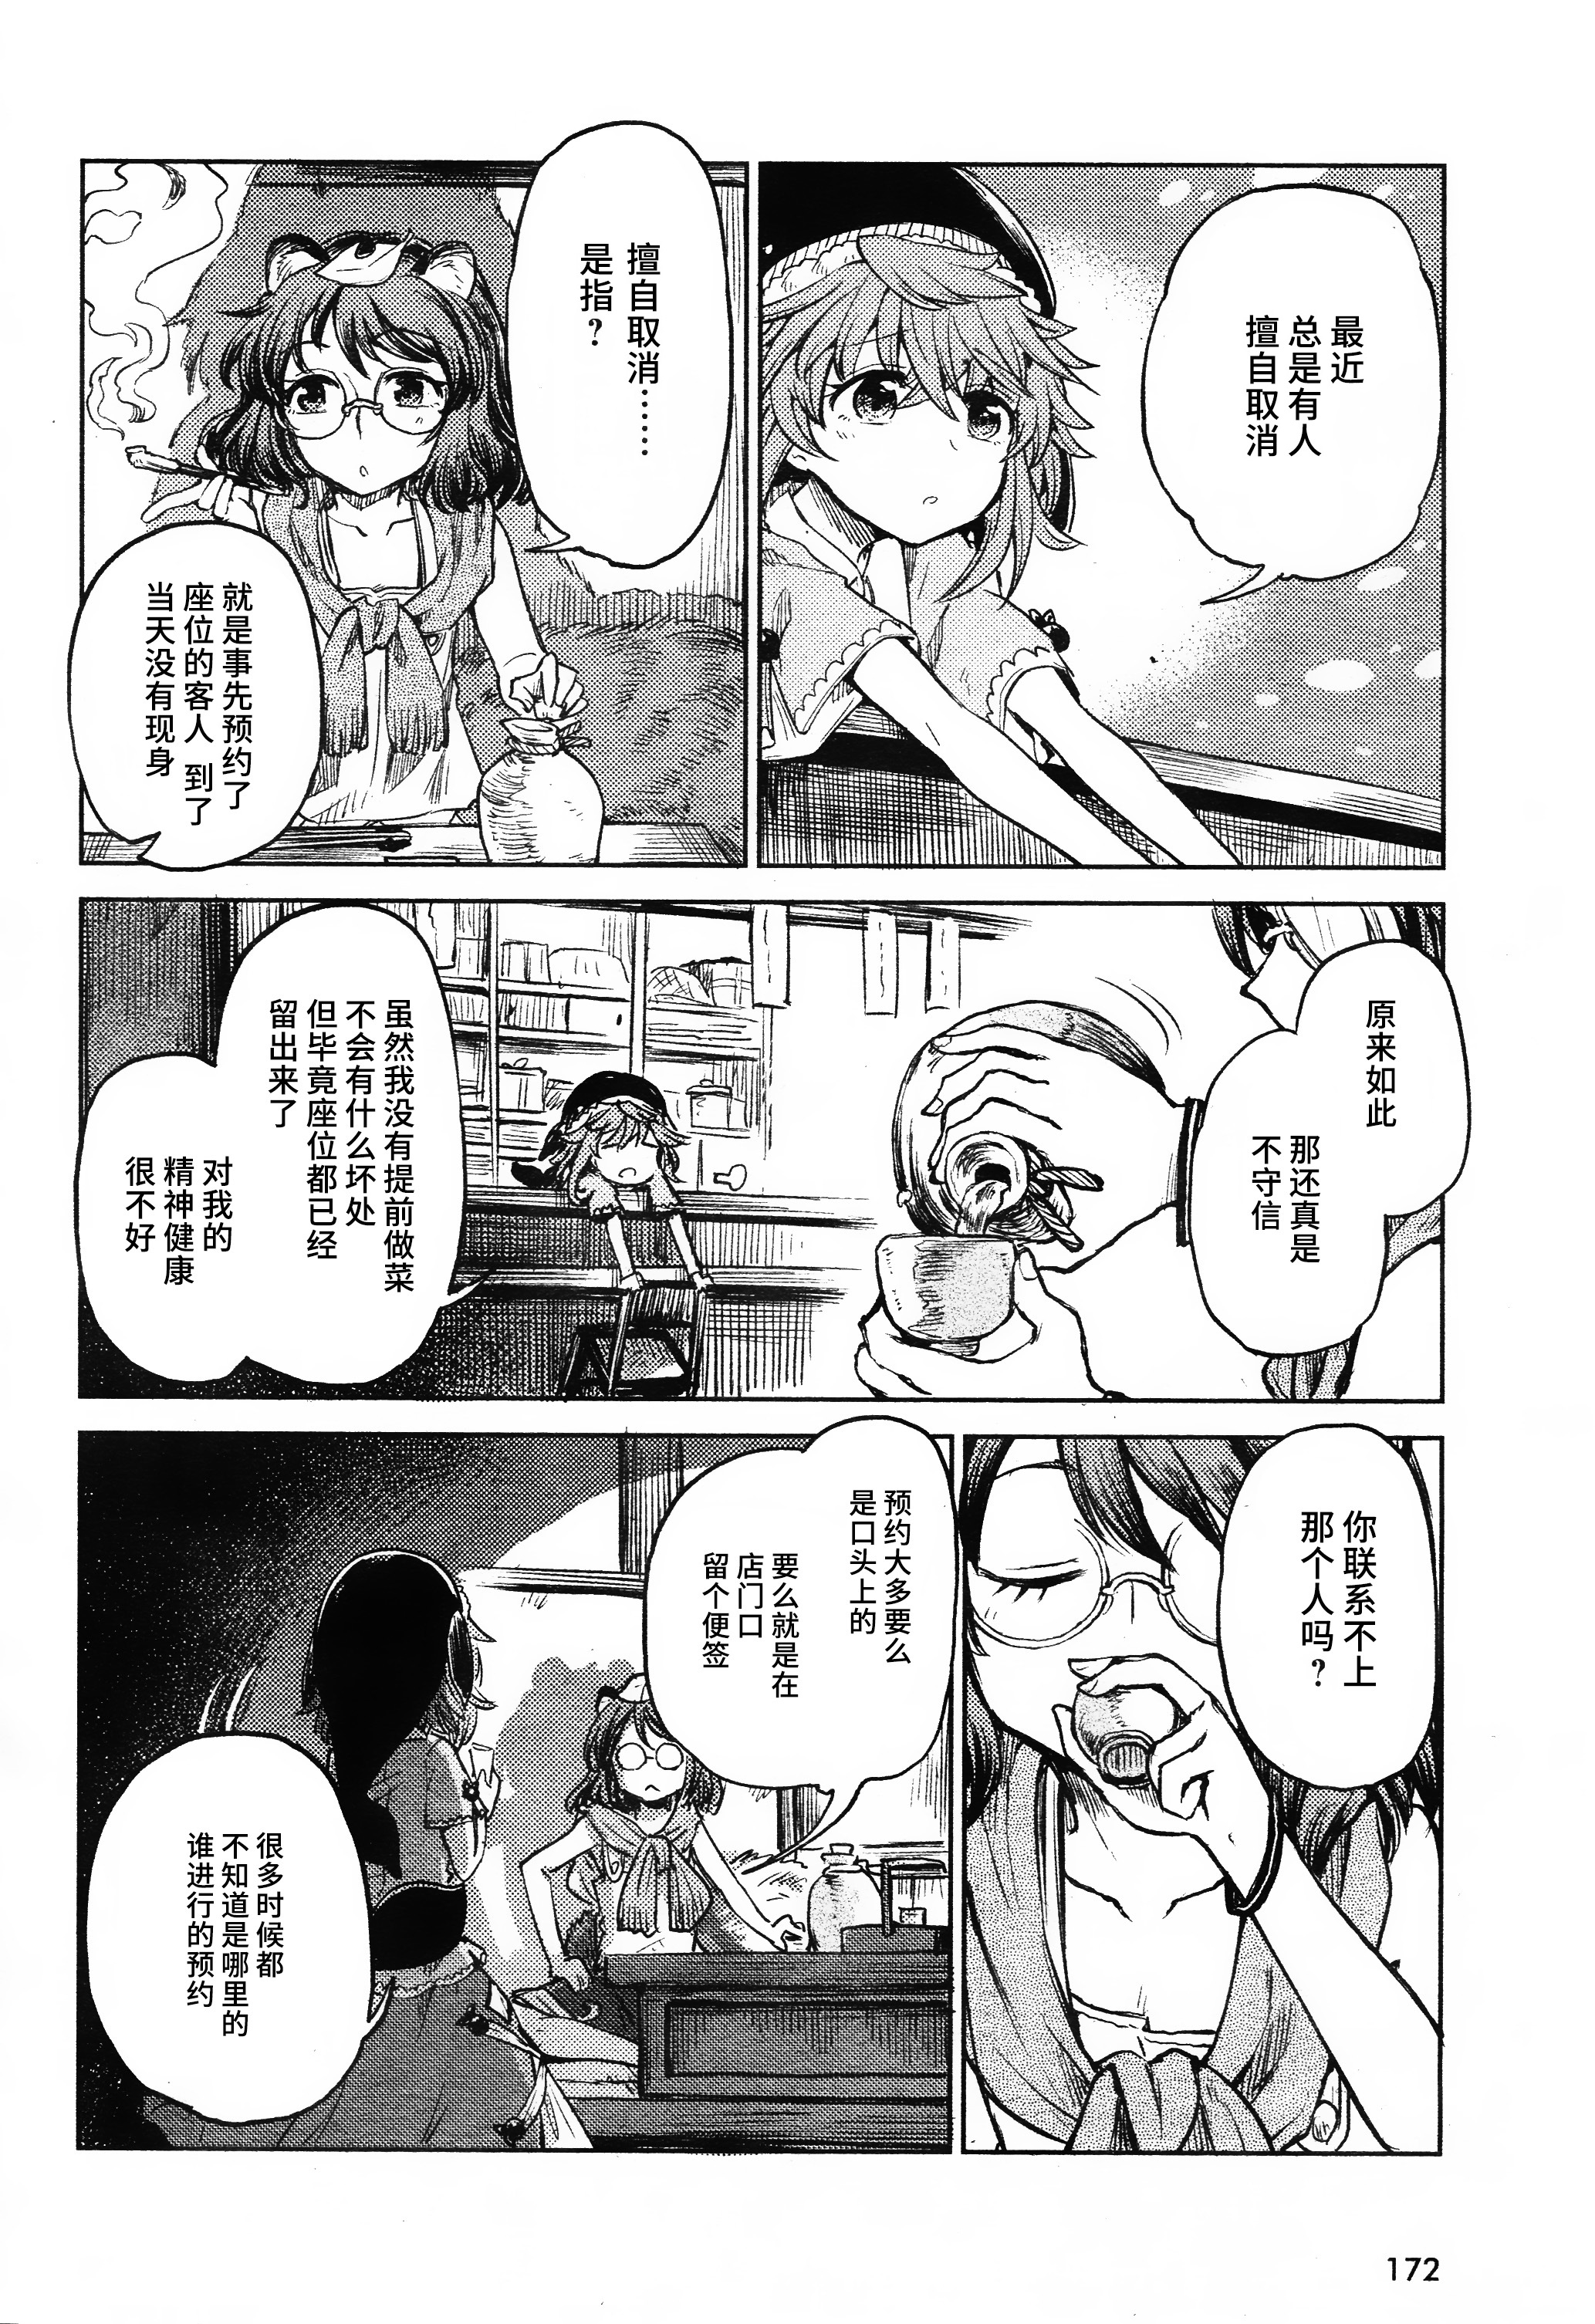 最近
总是有人
擅自取消
擅自取消……
是指？
就是事先预约了
座位的客人 到了
当天没有现身
原来如此
那还真是
不守信
虽然我没有提前做菜
不会有什么坏处
但毕竟座位都已经
留出来了
对我的
精神健康
很不好
你联系不上
那个人吗？
预约大多要么
是口头上的
要么就是在
店门口
留个便签
很多时候都
不知道是哪里的
谁进行的预约
172